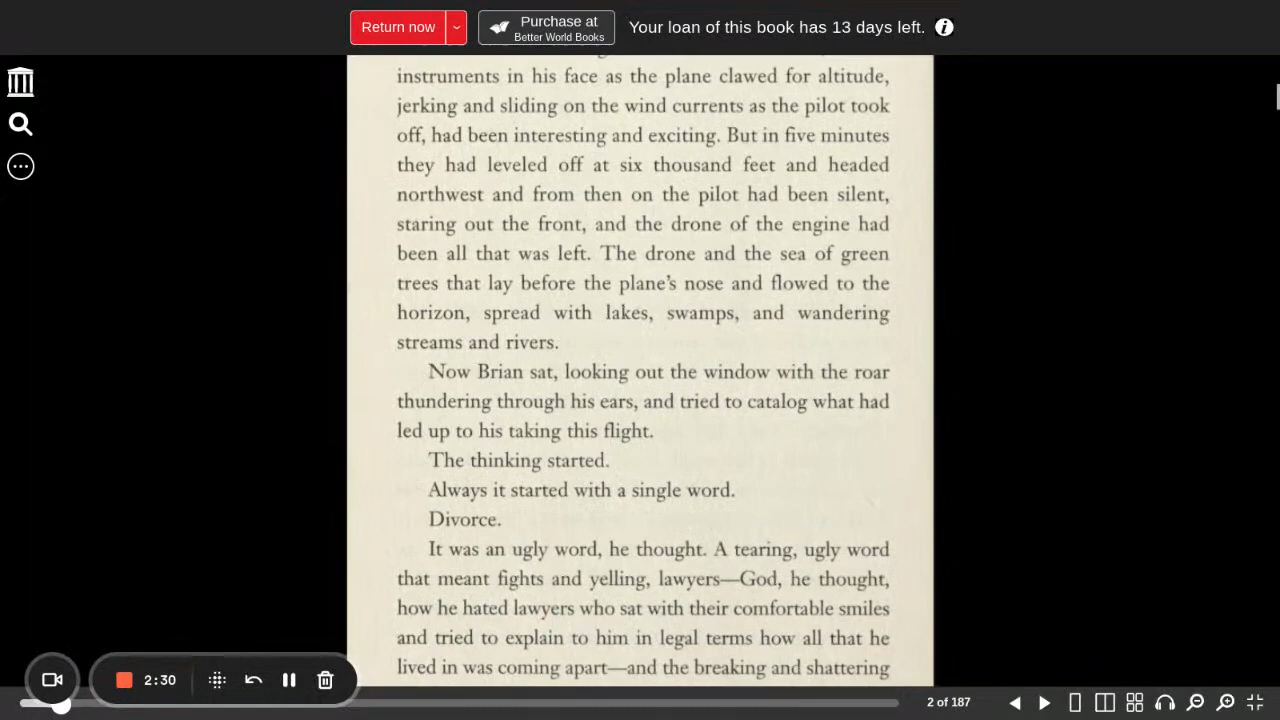 Return now
Purchase at
Better World Books
Your loan of this book has 13 days left.
instruments in his face as the plane clawed for altitude,
jerking and sliding on the wind currents as the pilot took
off, had been interesting and exciting. But in five minutes
they had leveled off at six thousand feet and headed
northwest and from then on the pilot had been silent,
staring out the front, and the drone of the engine had
been all that was left. The drone and the sea of green
trees that lay before the plane's nose and flowed to the
horizon, spread with lakes, swamps, and wandering
streams and rivers.
Now Brian sat, looking out the window with the roar
thundering through his ears, and tried to catalog what had
led up to his taking this flight.
The thinking started.
Always it started with a single word.
Divorce.
It was an ugly word, he thought. A tearing, ugly word
that meant fights and yelling, lawyers—God, he thought,
how he hated lawyers who sat with their comfortable smiles
and tried to explain to him in legal terms how all that he
lived in was coming apart—and the breaking and shattering
2:30
2 of 187